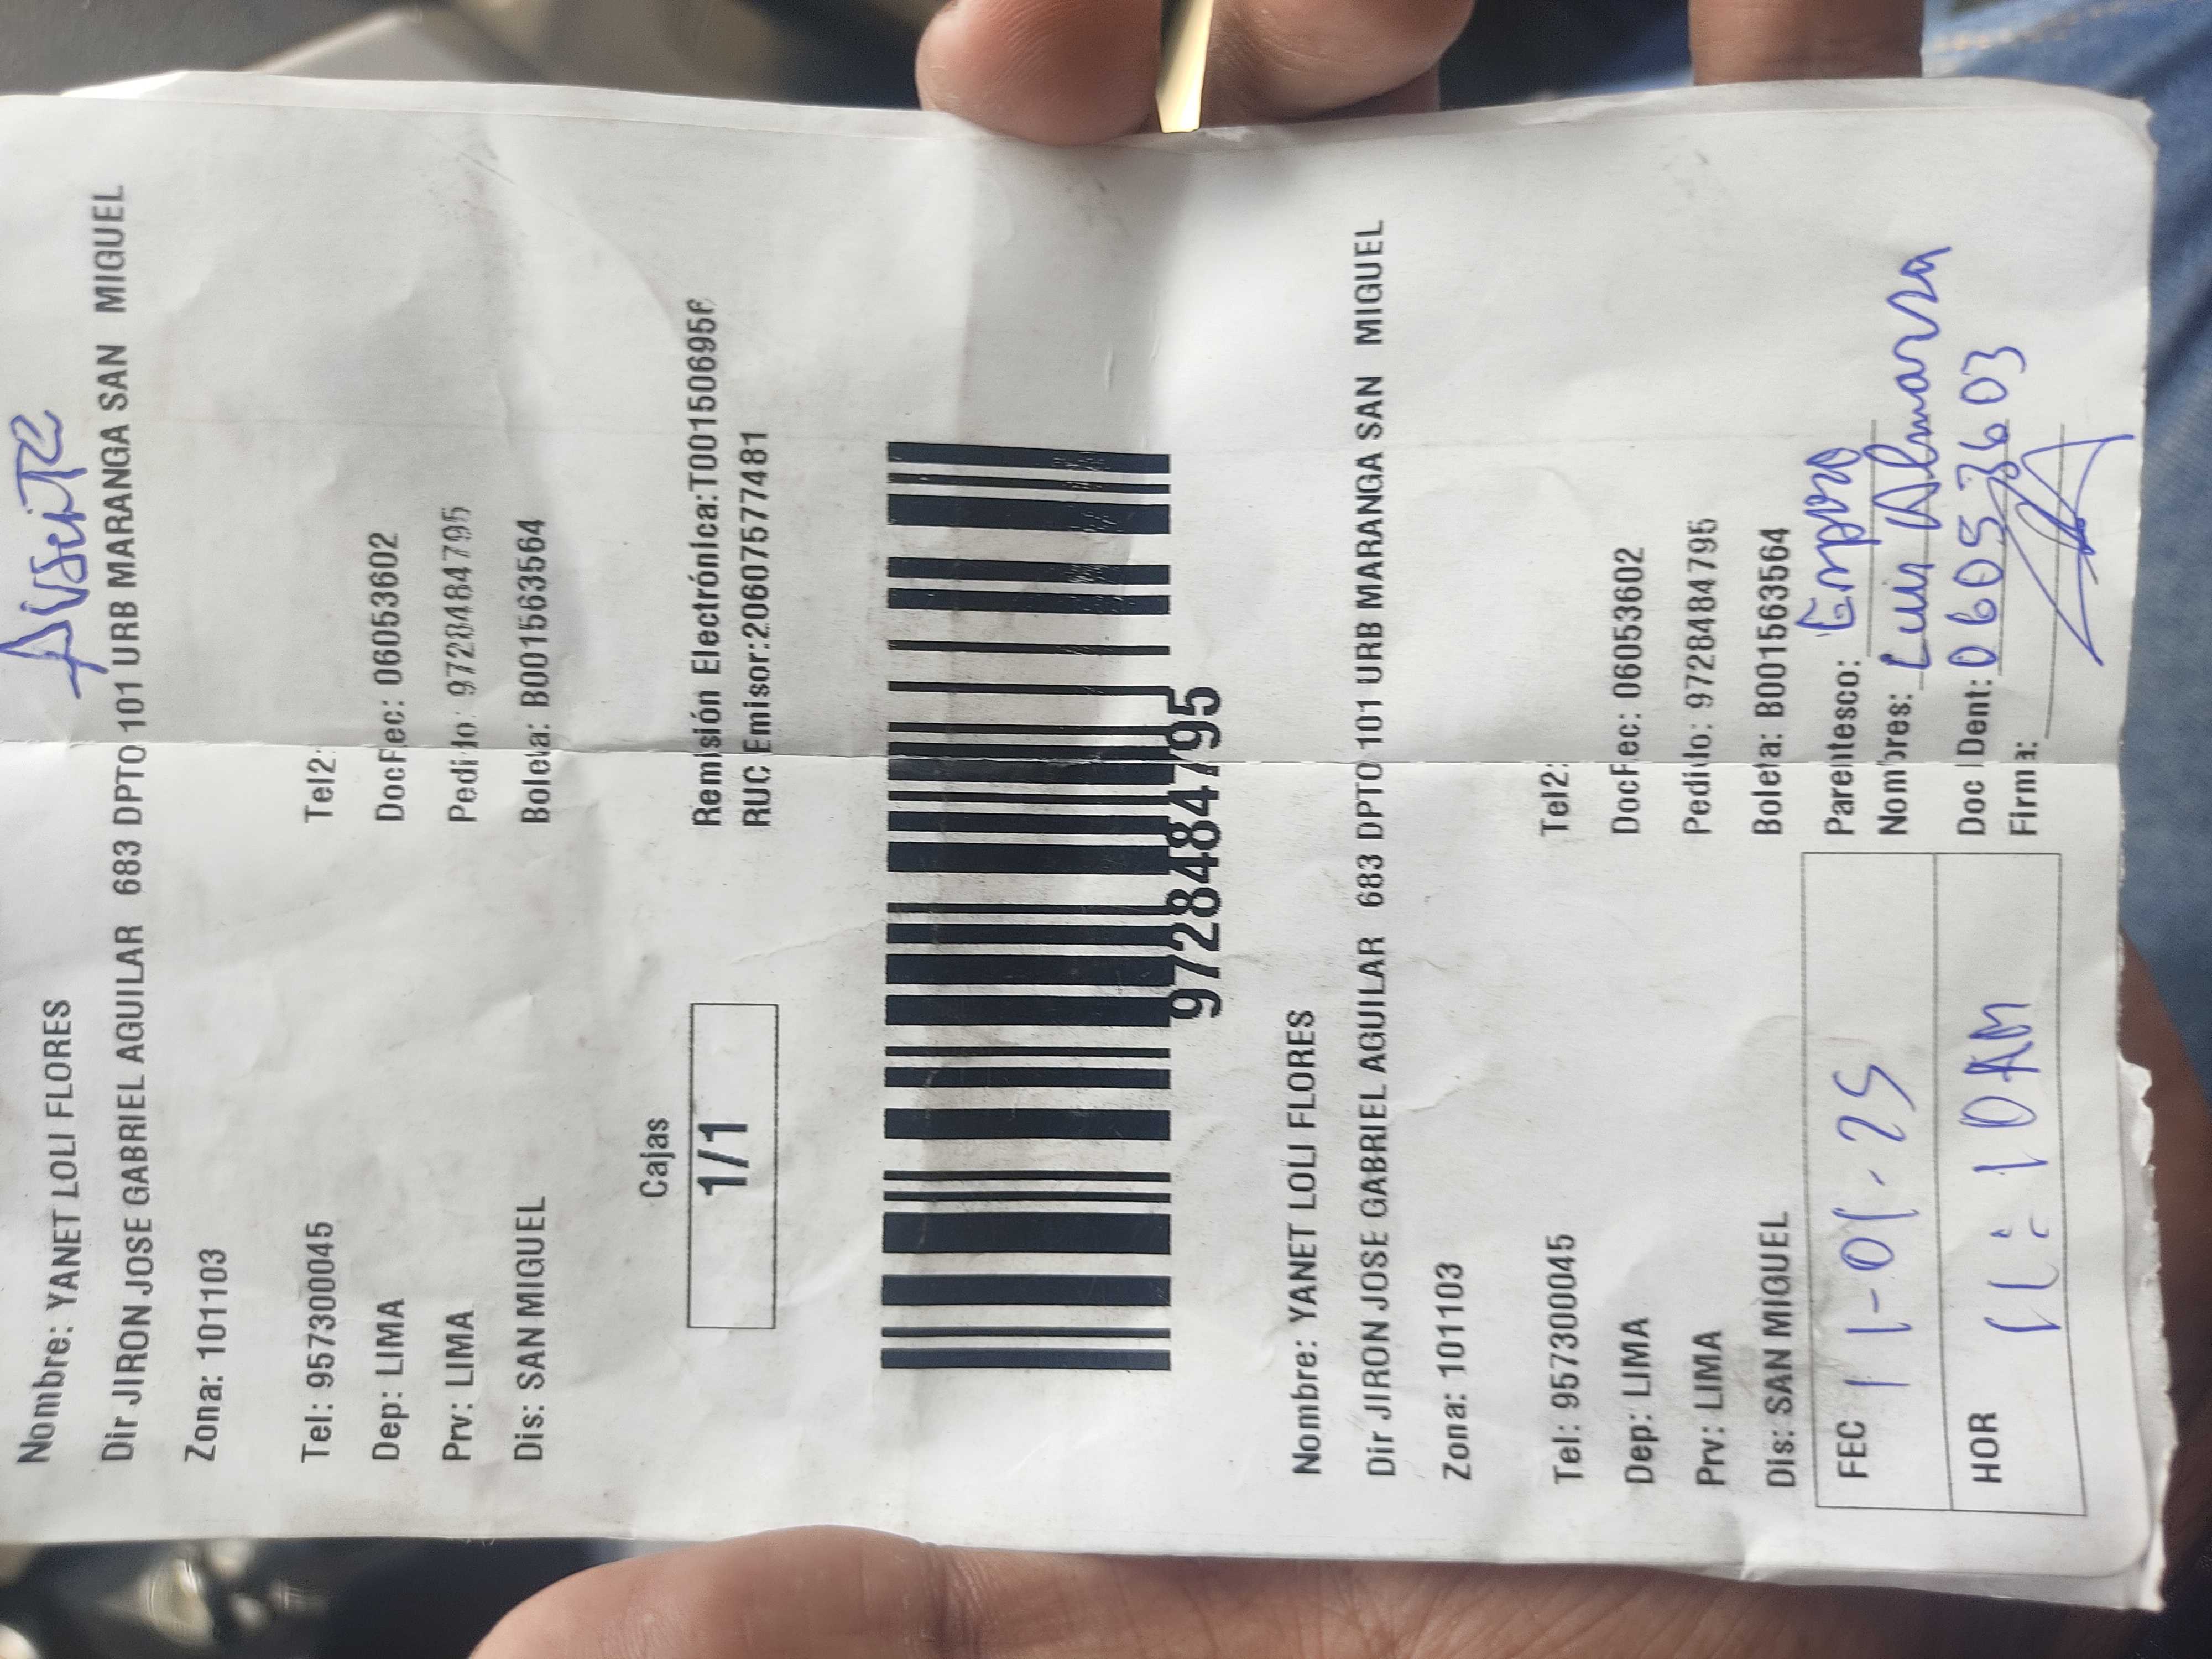 Nombre: YANET LOLI FLORES
Dir JIRON JOSE GABRIEL AGUILAR 683 DPTO 101 URB MARANGA SAN MIGUEL
Zona: 101103
Tel: 957300045 Tel2:
Dep: LIMA DocFec: 06053602
Prv: LIMA Pedido: 9728484795
Dis: SAN MIGUEL Boleta: B001563564
Cajas
1/1
Remisión Electrónica:T00150695
RUC Emisor:20607577481
9728484795
Nombre: YANET LOLI FLORES
Dir JIRON JOSE GABRIEL AGUILAR 683 DPTO 101 URB MARANGA SAN MIGUEL
Zona: 101103
Tel: 957300045 Tel2:
Dep: LIMA DocFec: 06053602
Prv: LIMA Pedido: 9728484795
Dis: SAN MIGUEL Boleta: B001563564
FEC 11-01-25 Parentesco:
Nombres: Luis Almanza
HOR 11:10AM Doc Dent: 06053603
Firma: